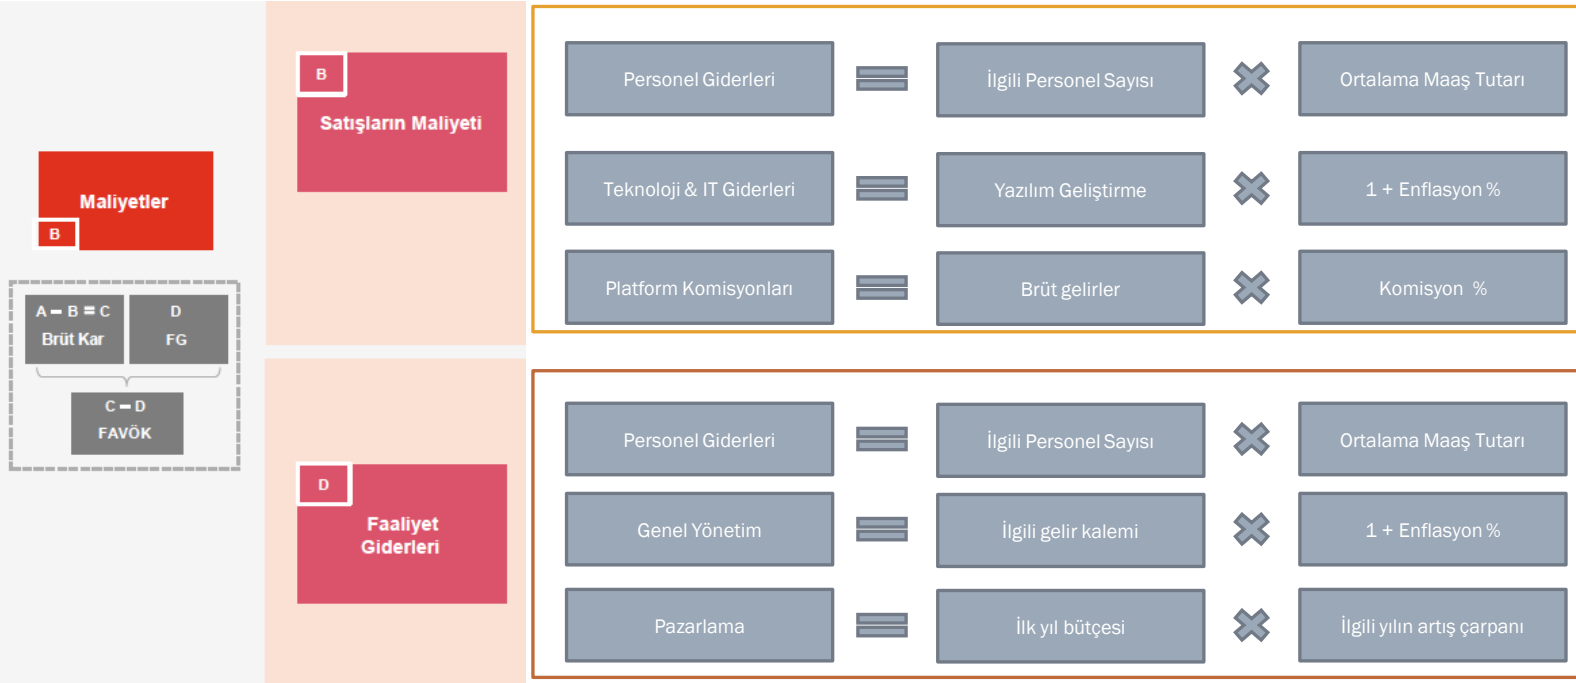 Maliyetler
B
A – B = C
Brüt Kar
D
FG
C – D
FAVÖK
B
Satışların Maliyeti
Personel Giderleri
İlgili Personel Sayısı
Ortalama Maaş Tutarı
Teknoloji & IT Giderleri
Yazılım Geliştirme
1 + Enflasyon %
Platform Komisyonları
Brüt gelirler
Komisyon %
D
Faaliyet
Giderleri
Personel Giderleri
İlgili Personel Sayısı
Ortalama Maaş Tutarı
Genel Yönetim
İlgili gelir kalemi
1 + Enflasyon %
Pazarlama
İlk yıl bütçesi
İlgili yılın artış çarpanı